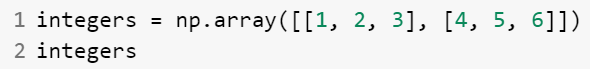 1 integers = np.array([[1, 2, 3], [4, 5, 6]])
2 integers